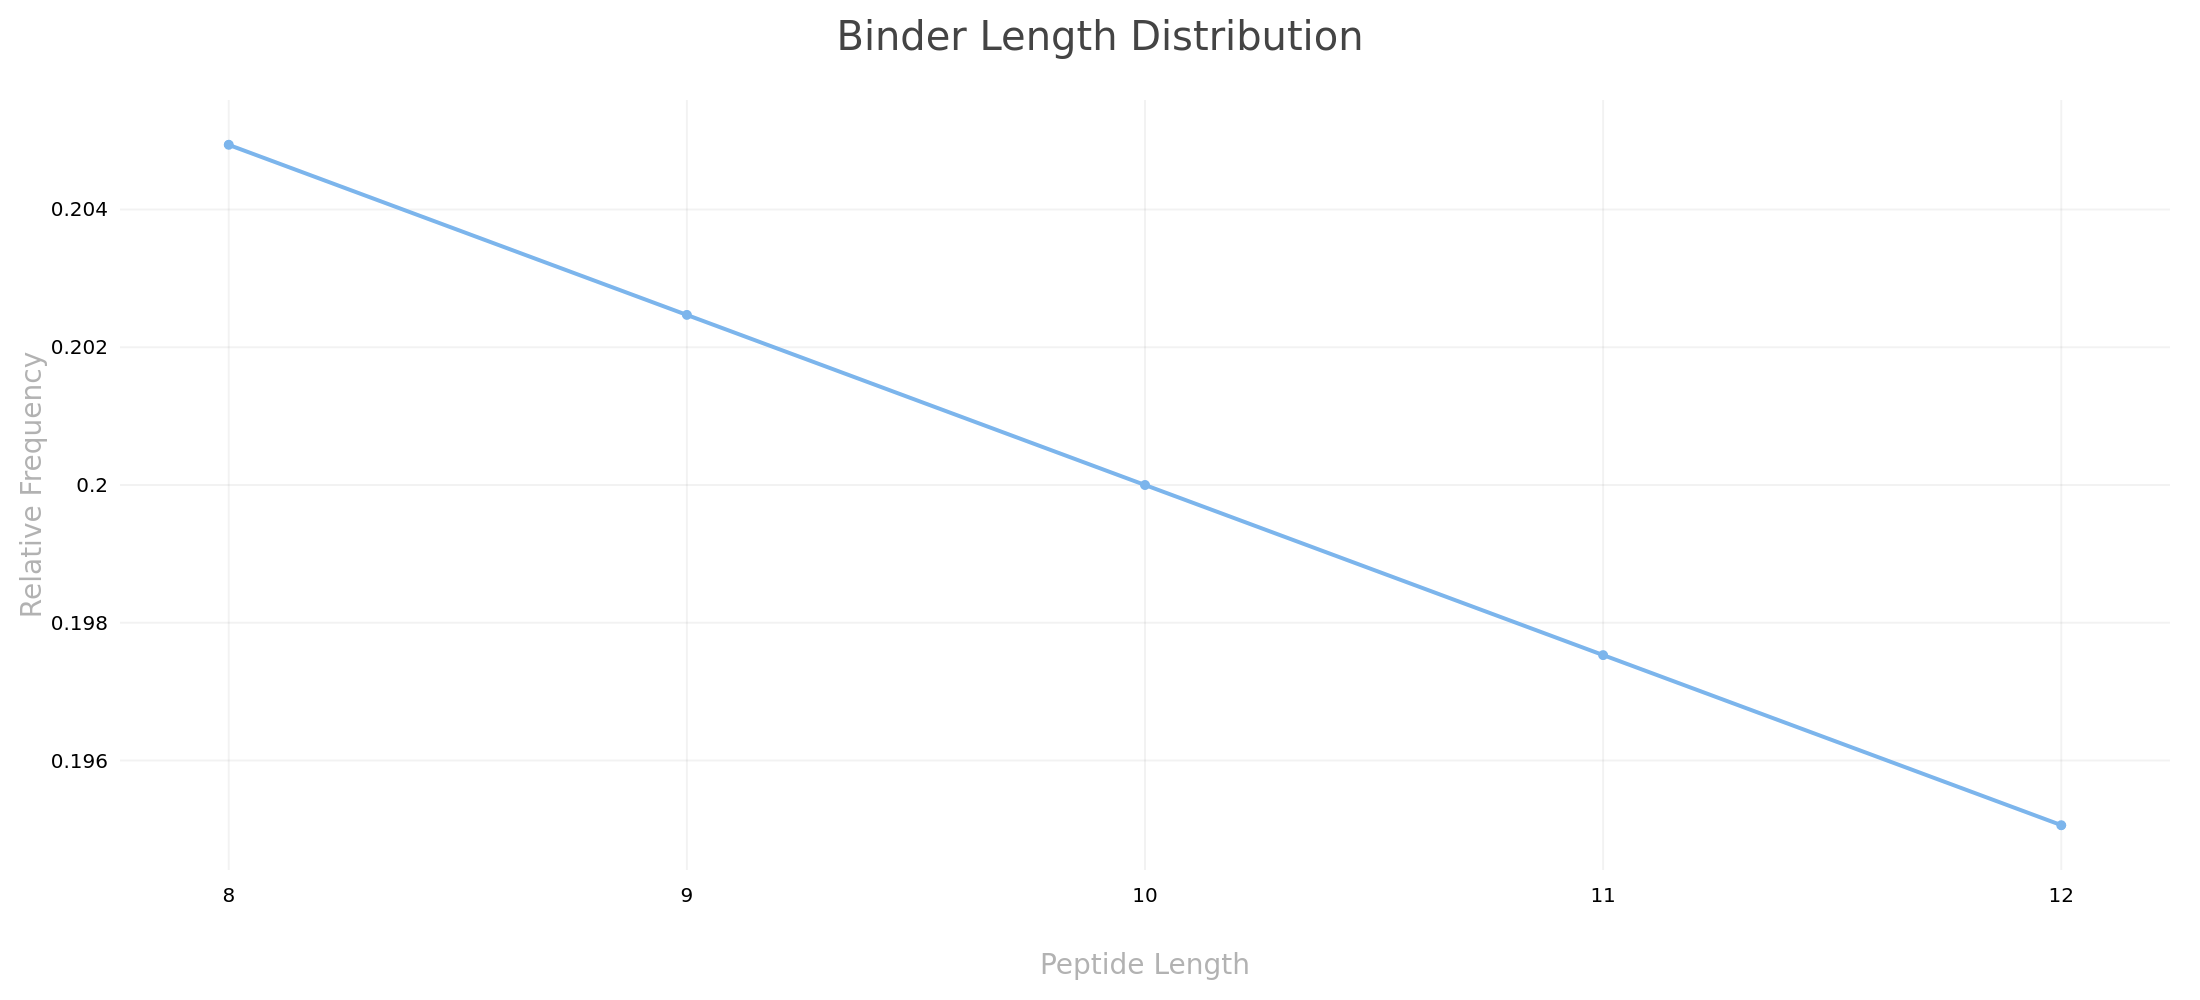 Binder Length Distribution
Relative Frequency
0.204
0.202
0.2
0.198
0.196
8 9 10 11 12
Peptide Length